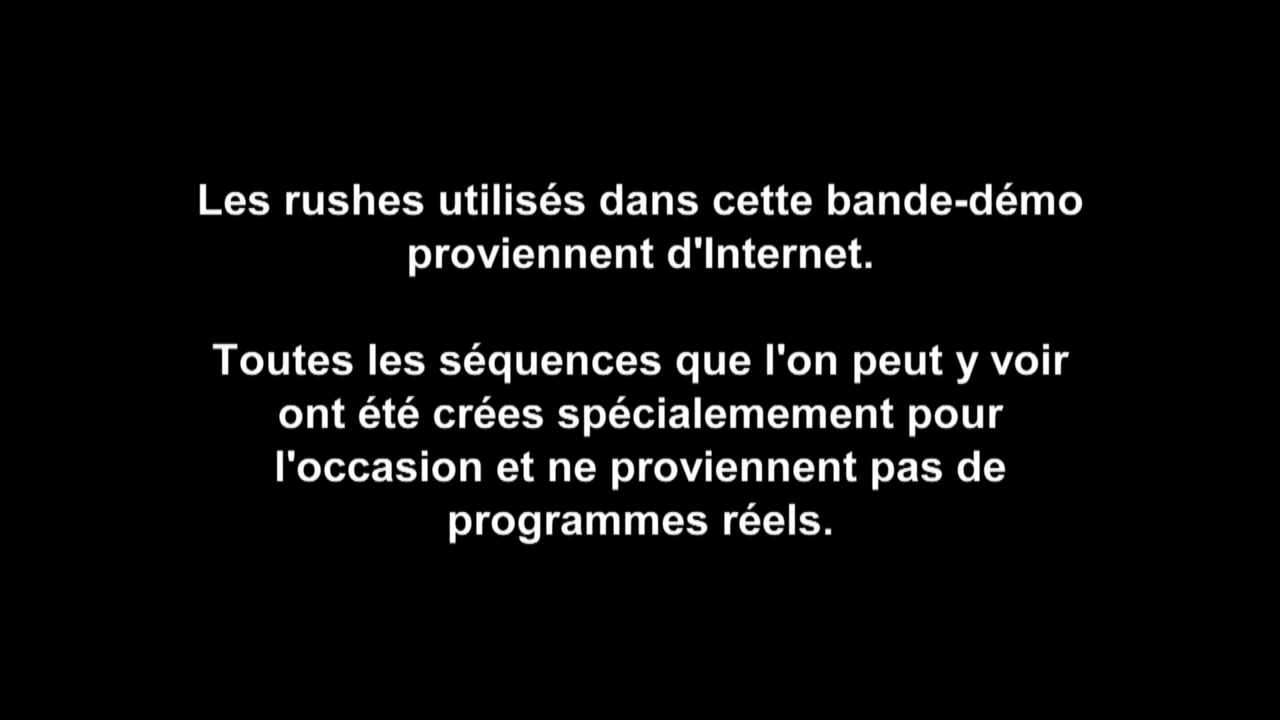 Les rushes utilisés dans cette bande-démo
proviennent d'Internet.
Toutes les séquences que l'on peut y voir
ont été crées spécialemement pour
l'occasion et ne proviennent pas de
programmes réels.